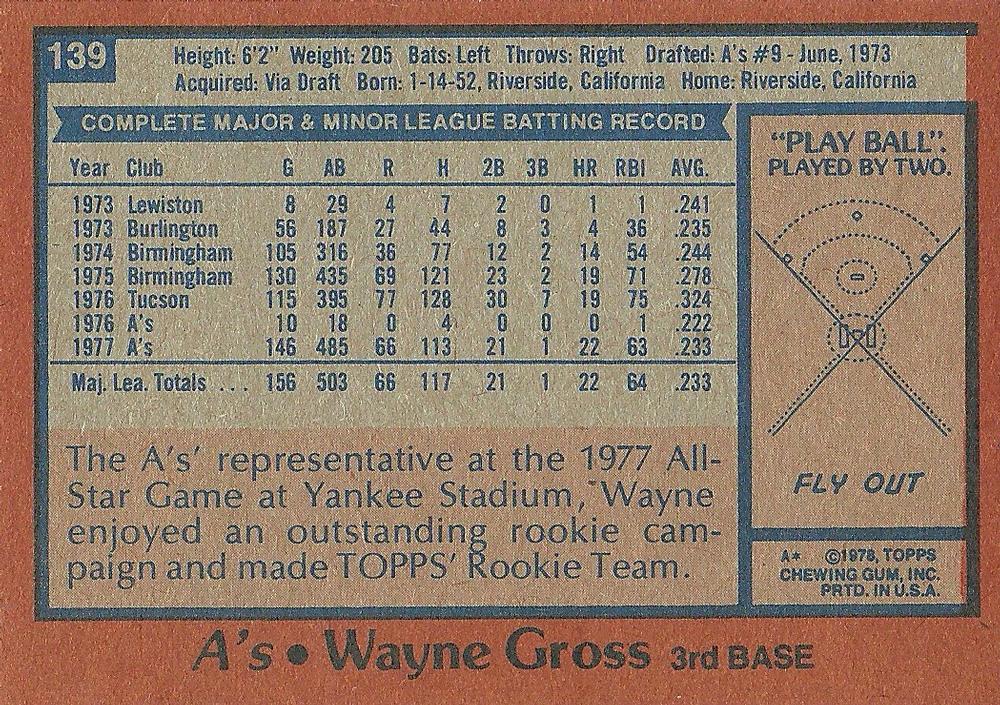 139
Height: 6'2" Weight: 205 Bats: Left Throws: Right Drafted: A's #9 - June, 1973
Acquired: Via Draft Born: 1-14-52, Riverside, California Home: Riverside, California
COMPLETE MAJOR & MINOR LEAGUE BATTING RECORD
Year Club G AB R H 2B 3B HR RBI AVG.
1973 Lewiston 8 29 4 7 2 0 1 1 .241
1973 Burlington 56 187 27 44 8 3 4 36 .235
1974 Birmingham 105 316 36 77 12 2 14 54 .244
1975 Birmingham 130 435 69 121 23 2 19 71 .278
1976 Tucson 115 395 77 128 30 7 19 75 .324
1976 A's 10 18 0 4 0 0 0 1 .222
1977 A's 146 485 66 113 21 1 22 63 .233
Maj. Lea. Totals ... 156 503 66 117 21 1 22 64 .233
The A's' representative at the 1977 All-
Star Game at Yankee Stadium, Wayne
enjoyed an outstanding rookie cam-
paign and made TOPPS' Rookie Team.
"PLAY BALL".
PLAYED BY TWO.
FLY OUT
A* ©1978, TOPPS
CHEWING GUM, INC.
PRTD. IN U.S.A.
A's • Wayne Gross 3rd BASE